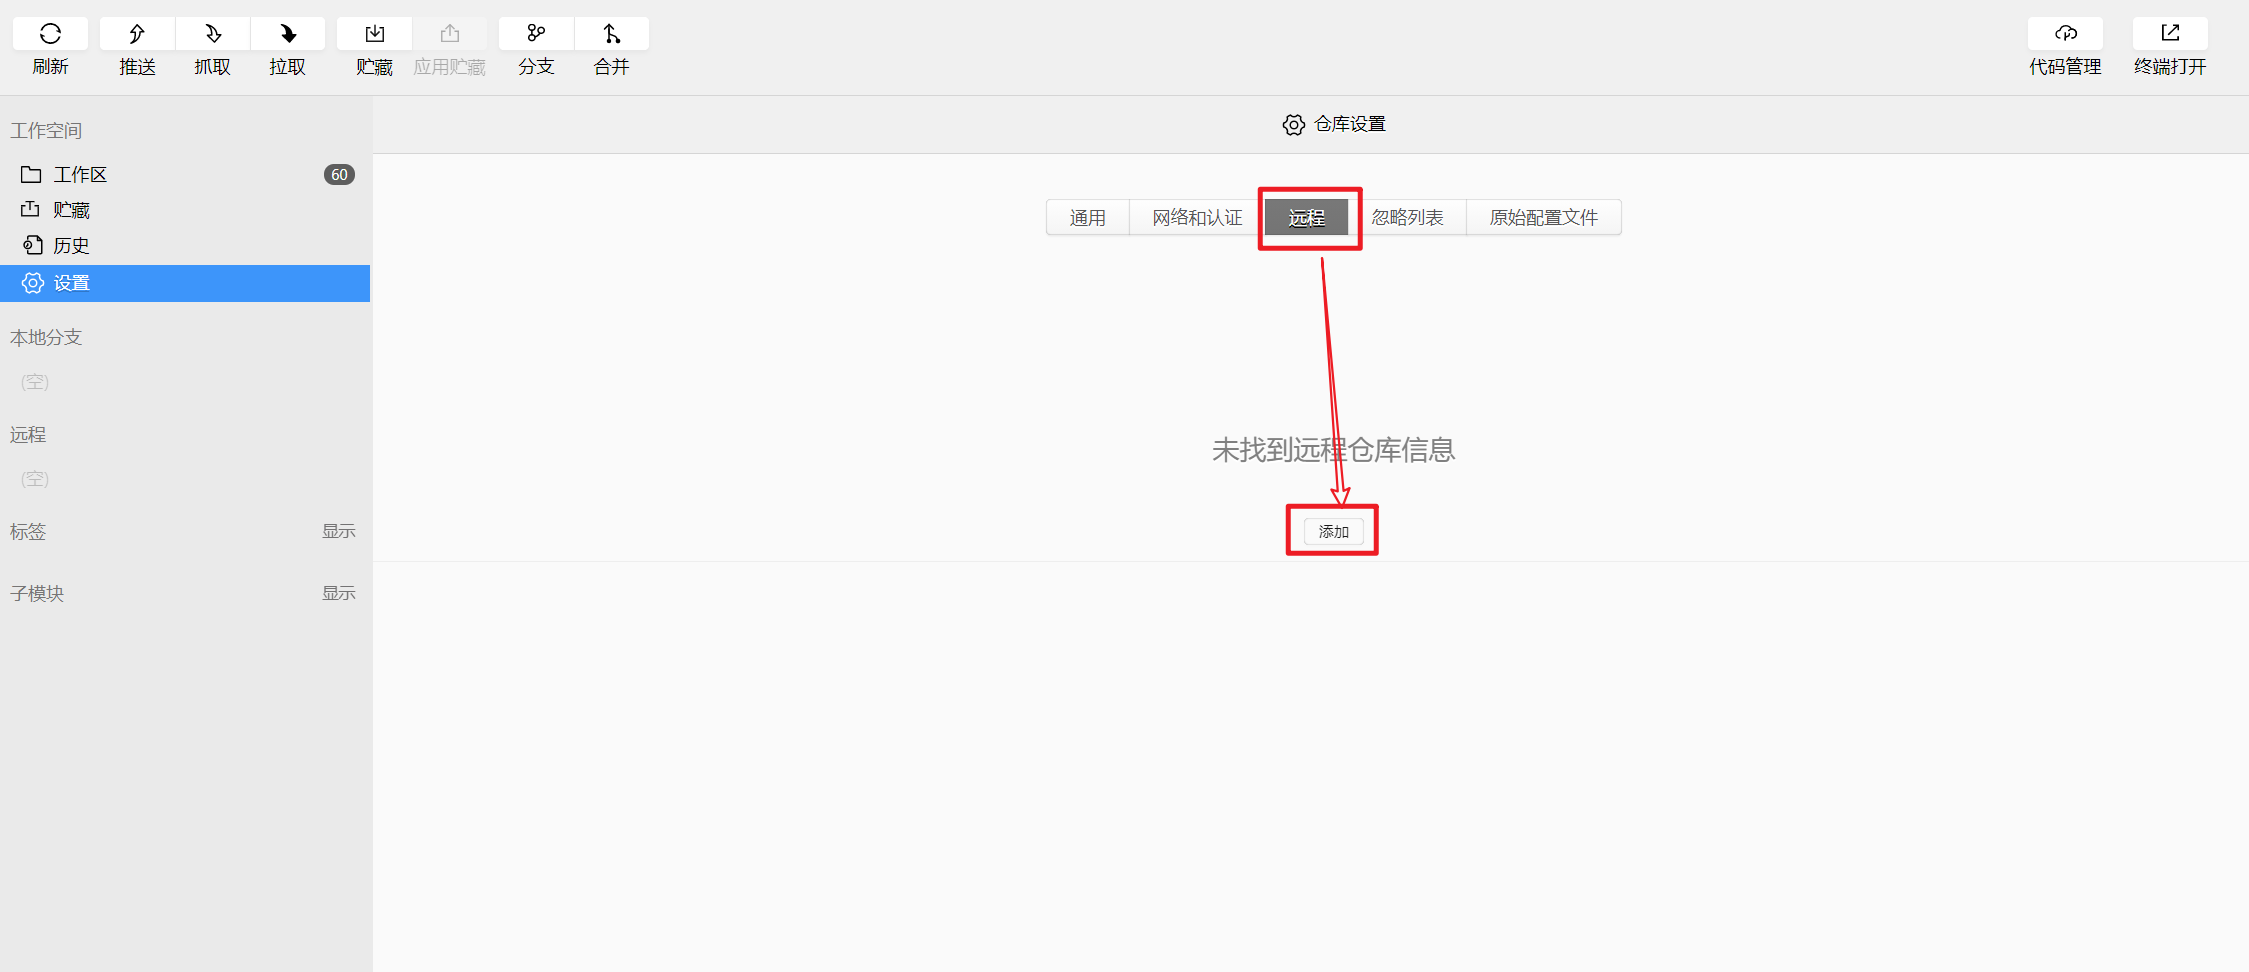 刷新 推送 抓取 拉取 贮藏 应用贮藏 分支 合并 代码管理 终端打开
工作空间
工作区 60
贮藏
历史
设置
本地分支
(空)
远程
(空)
标签 显示
子模块 显示
仓库设置
通用 网络和认证 远程 忽略列表 原始配置文件
未找到远程仓库信息
添加